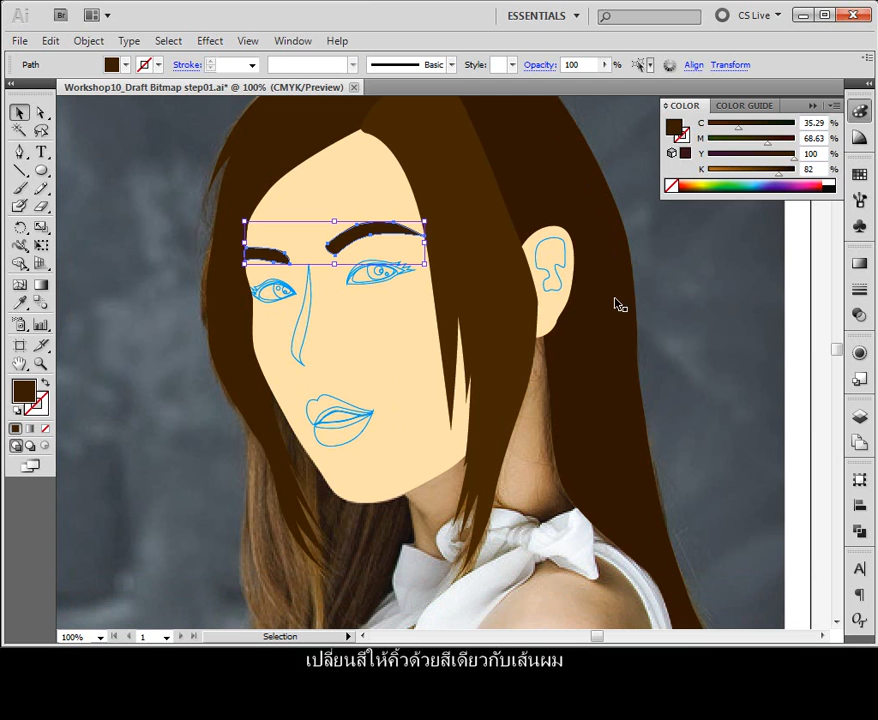 Ai Br ESSENTIALS CS Live
File Edit Object Type Select Effect View Window Help
Path Stroke: Basic Style: Opacity: 100 % Align Transform
Workshop10_Draft Bitmap step01.ai* @ 100% (CMYK/Preview)
COLOR COLOR GUIDE
C 35.29 %
M 68.63 %
Y 100 %
K 82 %
100% 1 Selection
เปลี่ยนสีให้คิ้วด้วยสีเดียวกับเส้นผม